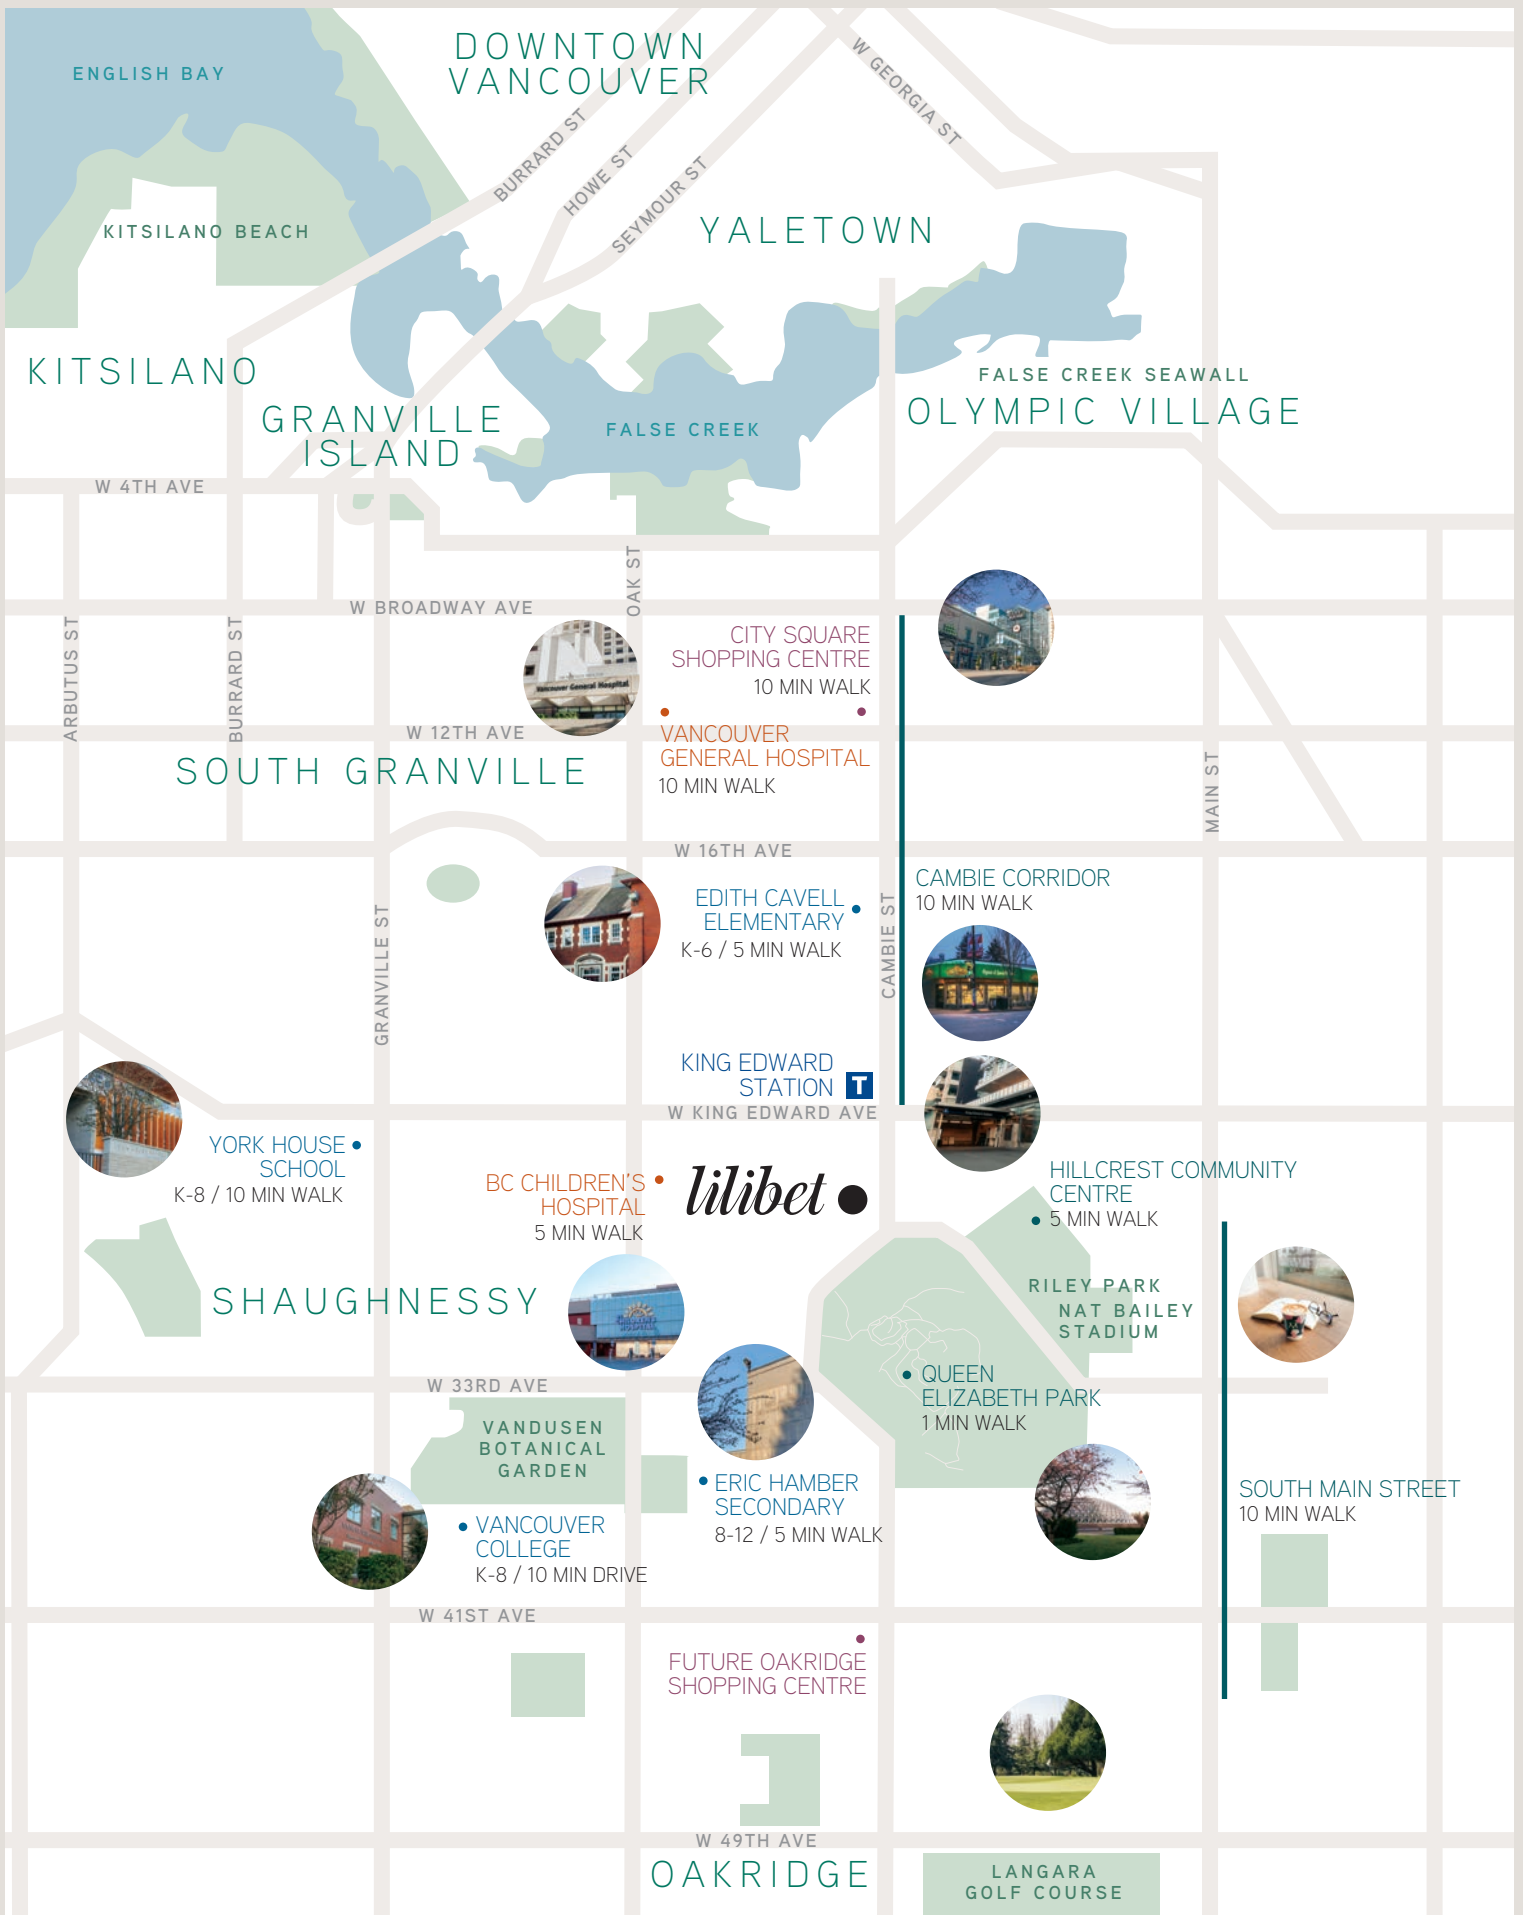 DOWNTOWN
VANCOUVER
ENGLISH BAY
W GEORGIA ST
BURRARD ST
HOWE ST
SEYMOUR ST
KITSILANO BEACH
YALETOWN
KITSILANO
FALSE CREEK SEAWALL
OLYMPIC VILLAGE
GRANVILLE
ISLAND
FALSE CREEK
W 4TH AVE
OAK ST
W BROADWAY AVE
ARBUTUS ST
BURRARD ST
CITY SQUARE
SHOPPING CENTRE
10 MIN WALK
Vancouver General Hospital
W 12TH AVE
VANCOUVER
GENERAL HOSPITAL
10 MIN WALK
SOUTH GRANVILLE
MAIN ST
W 16TH AVE
EDITH CAVELL
ELEMENTARY
K-6 / 5 MIN WALK
CAMBIE ST
CAMBIE CORRIDOR
10 MIN WALK
GRANVILLE ST
KING EDWARD
STATION
T
W KING EDWARD AVE
YORK HOUSE
SCHOOL
K-8 / 10 MIN WALK
BC CHILDREN'S
HOSPITAL
5 MIN WALK
lilibet
HILLCREST COMMUNITY
CENTRE
5 MIN WALK
SHAUGHNESSY
RILEY PARK
NAT BAILEY
STADIUM
W 33RD AVE
QUEEN
ELIZABETH PARK
1 MIN WALK
VANDUSEN
BOTANICAL
GARDEN
ERIC HAMBER
SECONDARY
8-12 / 5 MIN WALK
SOUTH MAIN STREET
10 MIN WALK
VANCOUVER
COLLEGE
K-8 / 10 MIN DRIVE
W 41ST AVE
FUTURE OAKRIDGE
SHOPPING CENTRE
W 49TH AVE
OAKRIDGE
LANGARA
GOLF COURSE